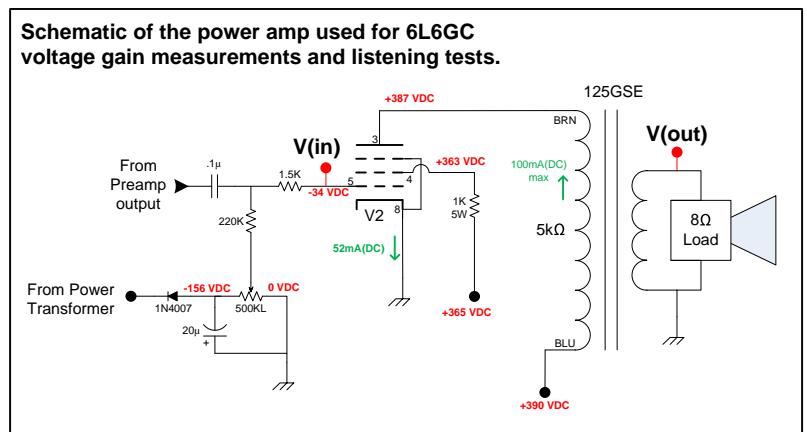 Schematic of the power amp used for 6L6GC
voltage gain measurements and listening tests.
+387 VDC
125GSE
BRN
3
V(in)
V(out)
+363 VDC
100mA(DC)
max
From
Preamp
output
.1µ
1.5K
5
4
-34 VDC
1K
5W
8
V2
220K
5kΩ
8Ω
Load
52mA(DC)
From Power
Transformer
-156 VDC
0 VDC
1N4007
500KL
+365 VDC
20µ
+
BLU
+390 VDC